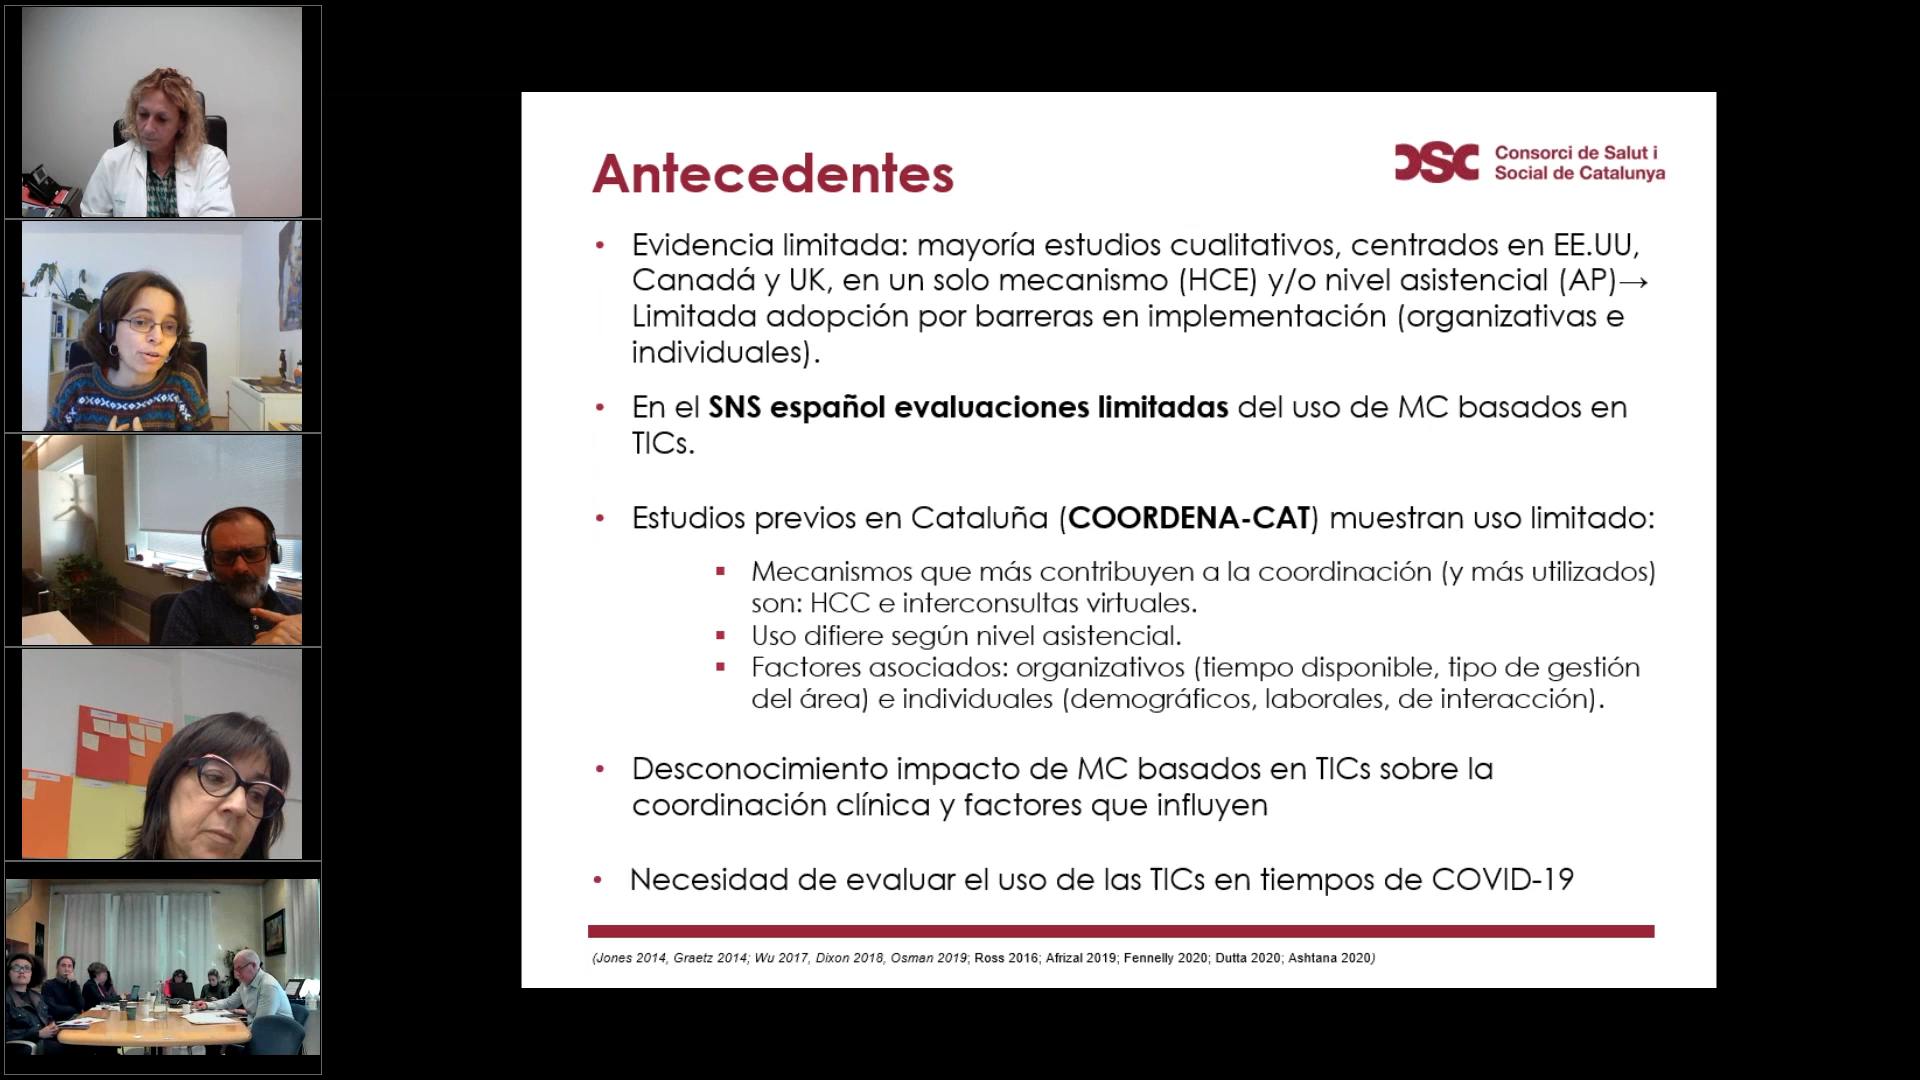 Antecedentes
CSC
Consorci de Salut i
Social de Catalunya
• Evidencia limitada: mayoría estudios cualitativos, centrados en EE.UU,
Canadá y UK, en un solo mecanismo (HCE) y/o nivel asistencial (AP)→
Limitada adopción por barreras en implementación (organizativas e
individuales).
• En el SNS español evaluaciones limitadas del uso de MC basados en
TICs.
• Estudios previos en Cataluña (COORDENA-CAT) muestran uso limitado:
▪ Mecanismos que más contribuyen a la coordinación (y más utilizados)
son: HCC e interconsultas virtuales.
▪ Uso difiere según nivel asistencial.
▪ Factores asociados: organizativos (tiempo disponible, tipo de gestión
del área) e individuales (demográficos, laborales, de interacción).
• Desconocimiento impacto de MC basados en TICs sobre la
coordinación clínica y factores que influyen
• Necesidad de evaluar el uso de las TICs en tiempos de COVID-19
(Jones 2014, Graetz 2014; Wu 2017, Dixon 2018, Osman 2019; Ross 2016; Afrizal 2019; Fennelly 2020; Dutta 2020; Ashtana 2020)